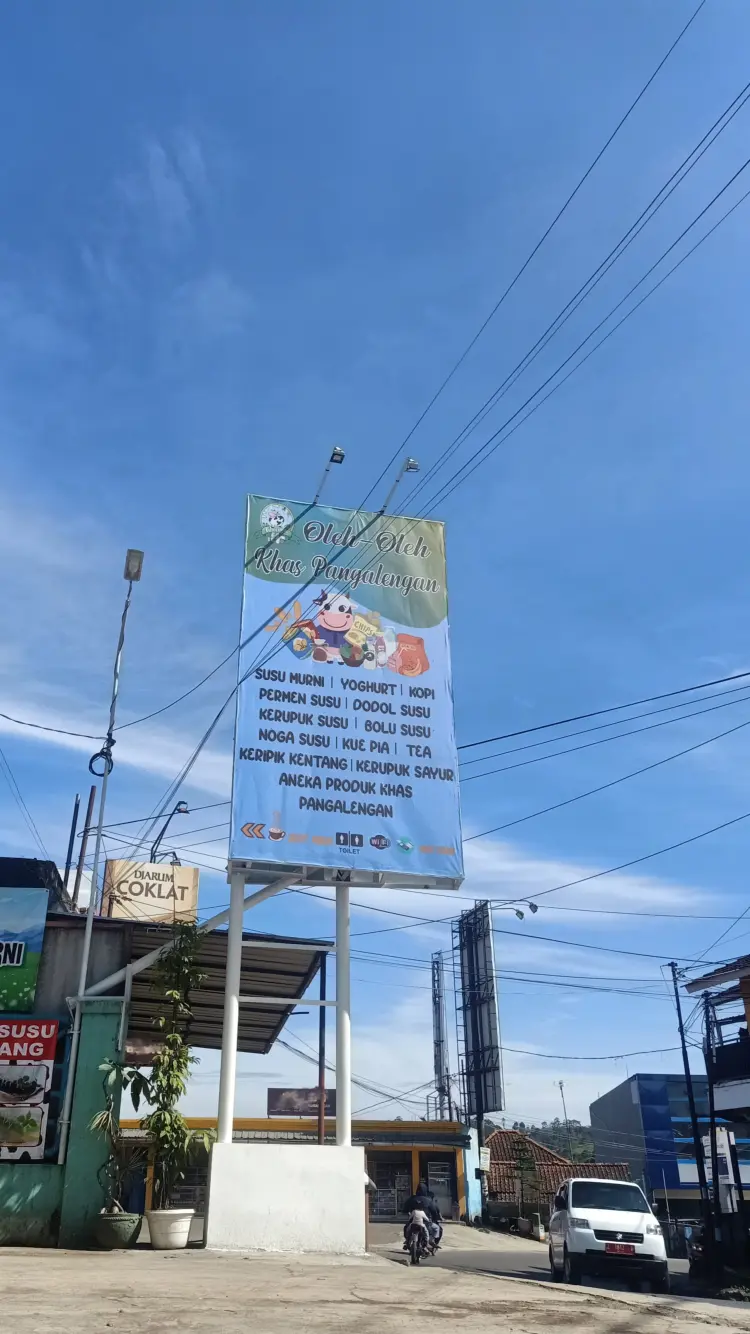 Oleh-Oleh
Khas Pangalengan
CHIPS
SUSU MURNI | YOGHURT | KOPI
PERMEN SUSU | DODOL SUSU
KERUPUK SUSU | BOLU SUSU
NOGA SUSU | KUE PIA | TEA
KERIPIK KENTANG | KERUPUK SAYUR
ANEKA PRODUK KHAS
PANGALENGAN
TOILET
DJARUM
COKLAT
SUSU